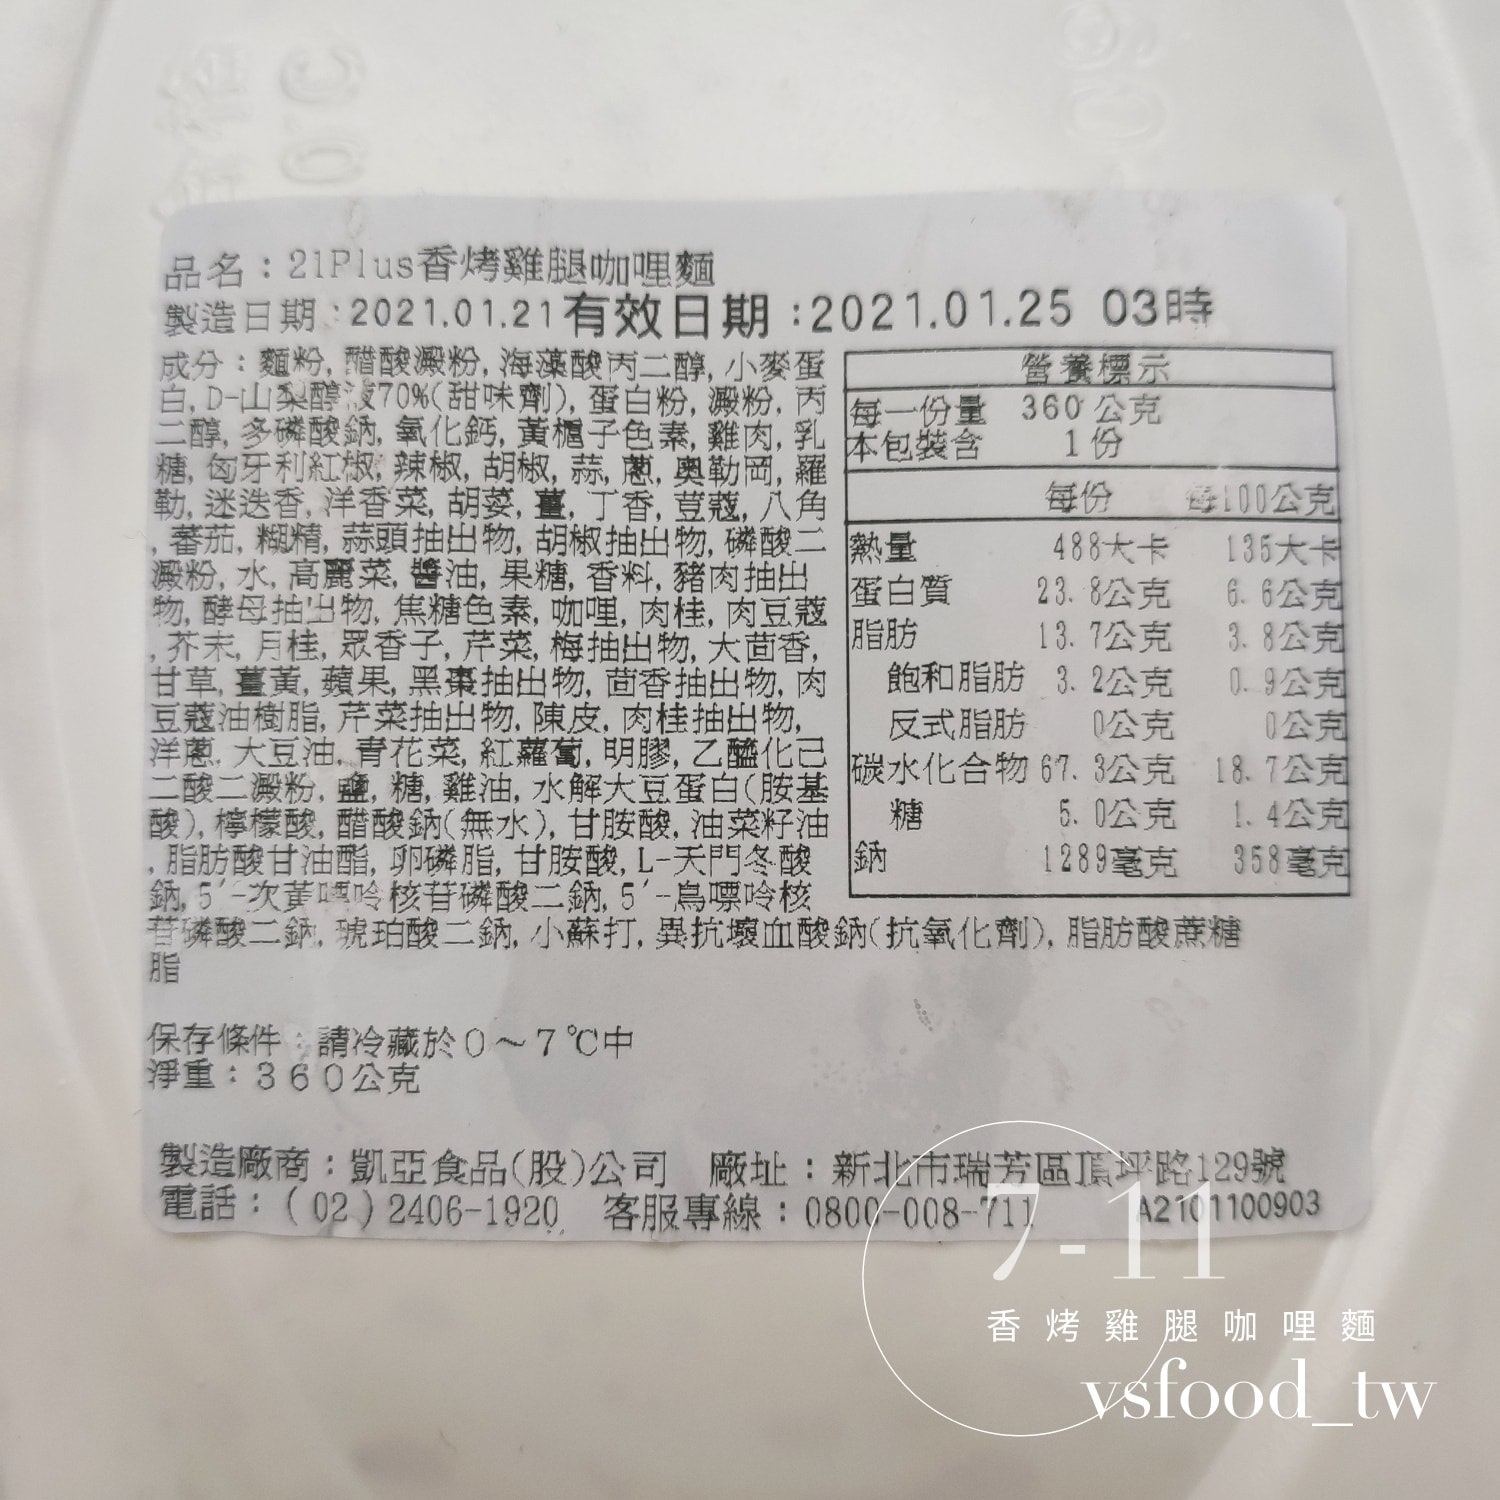 品名：21Plus香烤雞腿咖哩麵
製造日期：2021.01.21有效日期：2021.01.25 03時
成分：麵粉,醋酸澱粉,海藻酸丙二醇,小麥蛋
白,D-山梨醇液70%(甜味劑),蛋白粉,澱粉,丙
二醇,多磷酸鈉,氧化鈣,黃梔子色素,雞肉,乳
糖,匈牙利紅椒,辣椒,胡椒,蒜,蔥,奧勒岡,羅
勒,迷迭香,洋香菜,胡荽,薑,丁香,荳蔻,八角
,蕃茄,糊精,蒜頭抽出物,胡椒抽出物,磷酸二
澱粉,水,高麗菜,醬油,果糖,香料,豬肉抽出
物,酵母抽出物,焦糖色素,咖哩,肉桂,肉豆蔻
,芥末,月桂,眾香子,芹菜,梅抽出物,大茴香,
甘草,薑黃,蘋果,黑棗抽出物,茴香抽出物,肉
豆蔻油樹脂,芹菜抽出物,陳皮,肉桂抽出物,
洋蔥,大豆油,青花菜,紅蘿蔔,明膠,乙醯化己
二酸二澱粉,鹽,糖,雞油,水解大豆蛋白(胺基
酸),檸檬酸,醋酸鈉(無水),甘胺酸,油菜籽油
,脂肪酸甘油酯,卵磷脂,甘胺酸,L-天門冬酸
鈉,5'-次黃嘌呤核苷磷酸二鈉,5'-鳥嘌呤核
苷磷酸二鈉,琥珀酸二鈉,小蘇打,異抗壞血酸鈉(抗氧化劑),脂肪酸蔗糖
脂
營養標示
每一份量 360 公克
本包裝含 1 份
每份 每100公克
熱量 488大卡 135大卡
蛋白質 23.8公克 6.6公克
脂肪 13.7公克 3.8公克
飽和脂肪 3.2公克 0.9公克
反式脂肪 0公克 0公克
碳水化合物 67.3公克 18.7公克
糖 5.0公克 1.4公克
鈉 1289毫克 358毫克
保存條件：請冷藏於0～7℃中
淨重：360公克
製造廠商：凱亞食品(股)公司 廠址：新北市瑞芳區頂坪路129號
電話：(02)2406-1920 客服專線：0800-008-711 A2101100903
7-11
香烤雞腿咖哩麵
vsfood_tw